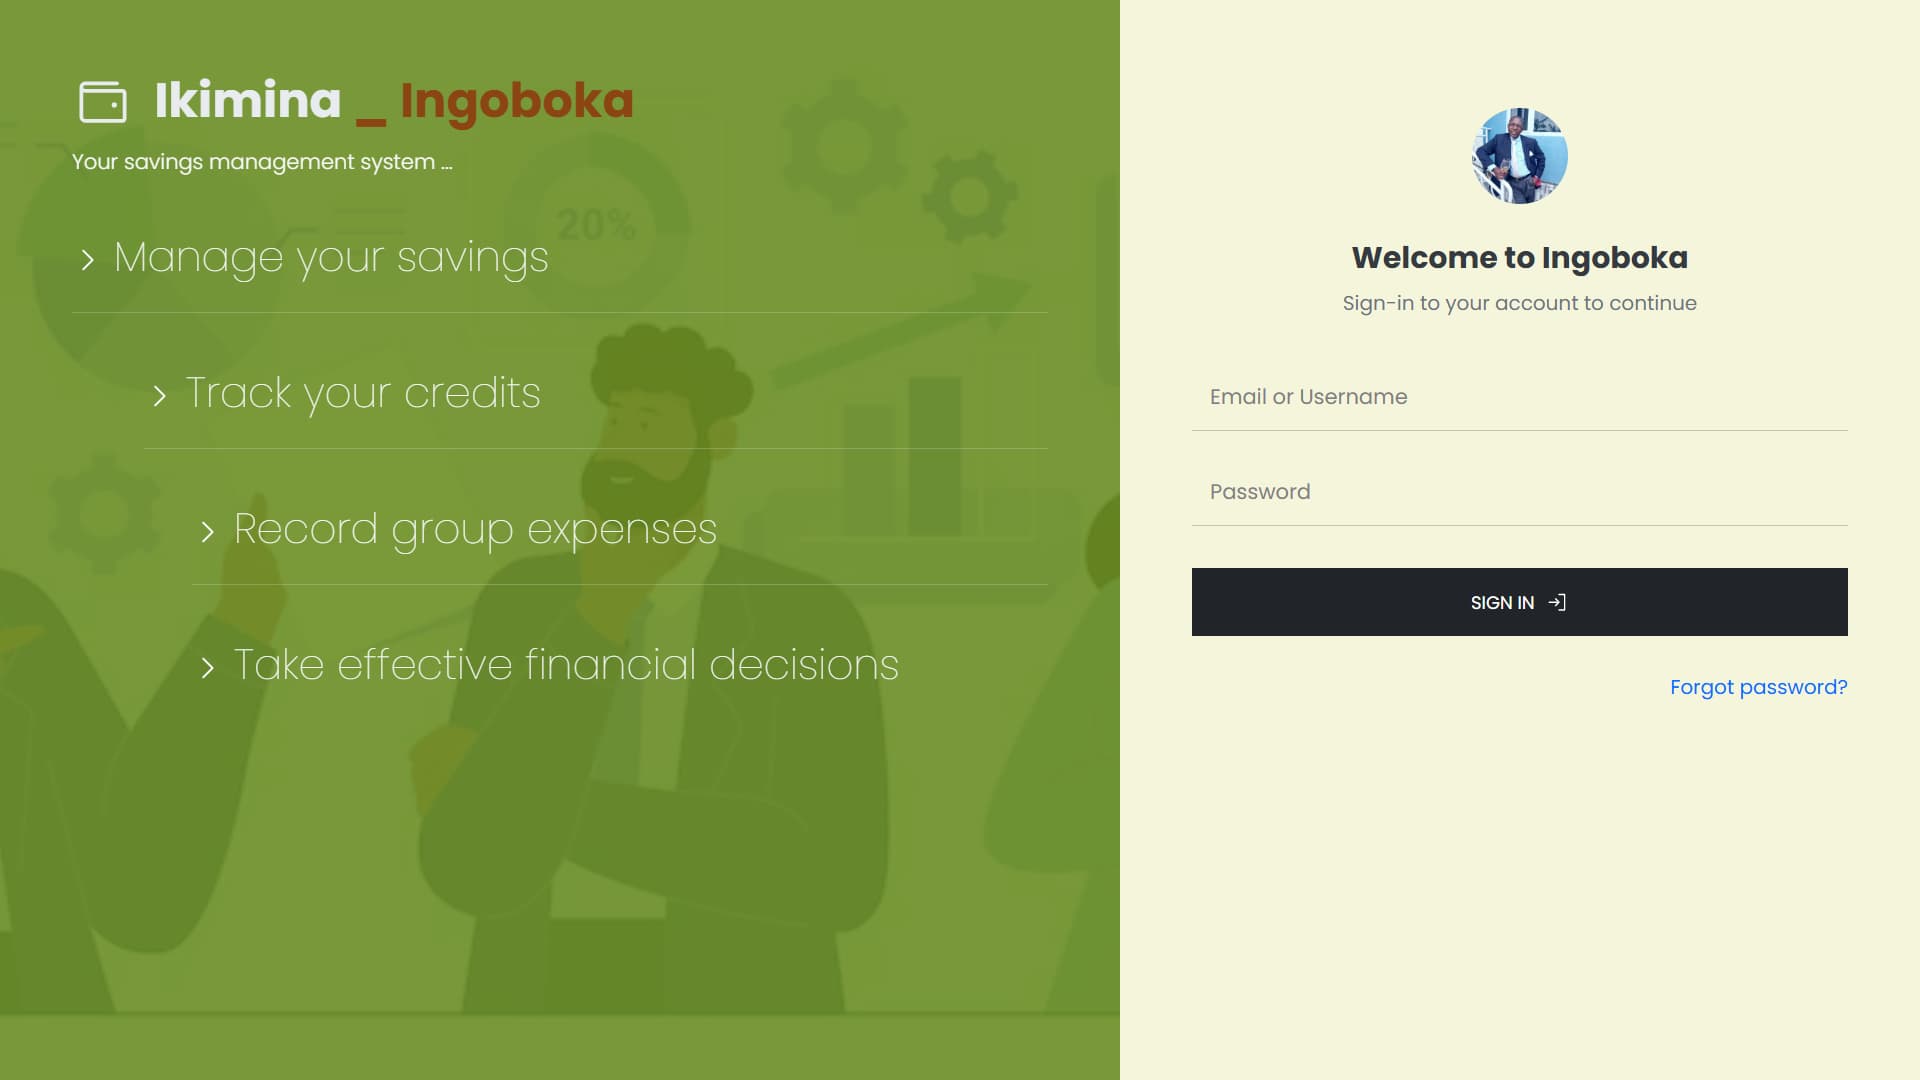 Ikimina _ Ingoboka
Your savings management system ...
20%
Manage your savings
Track your credits
Record group expenses
Take effective financial decisions
Welcome to Ingoboka
Sign-in to your account to continue
Email or Username
Password
SIGN IN
Forgot password?